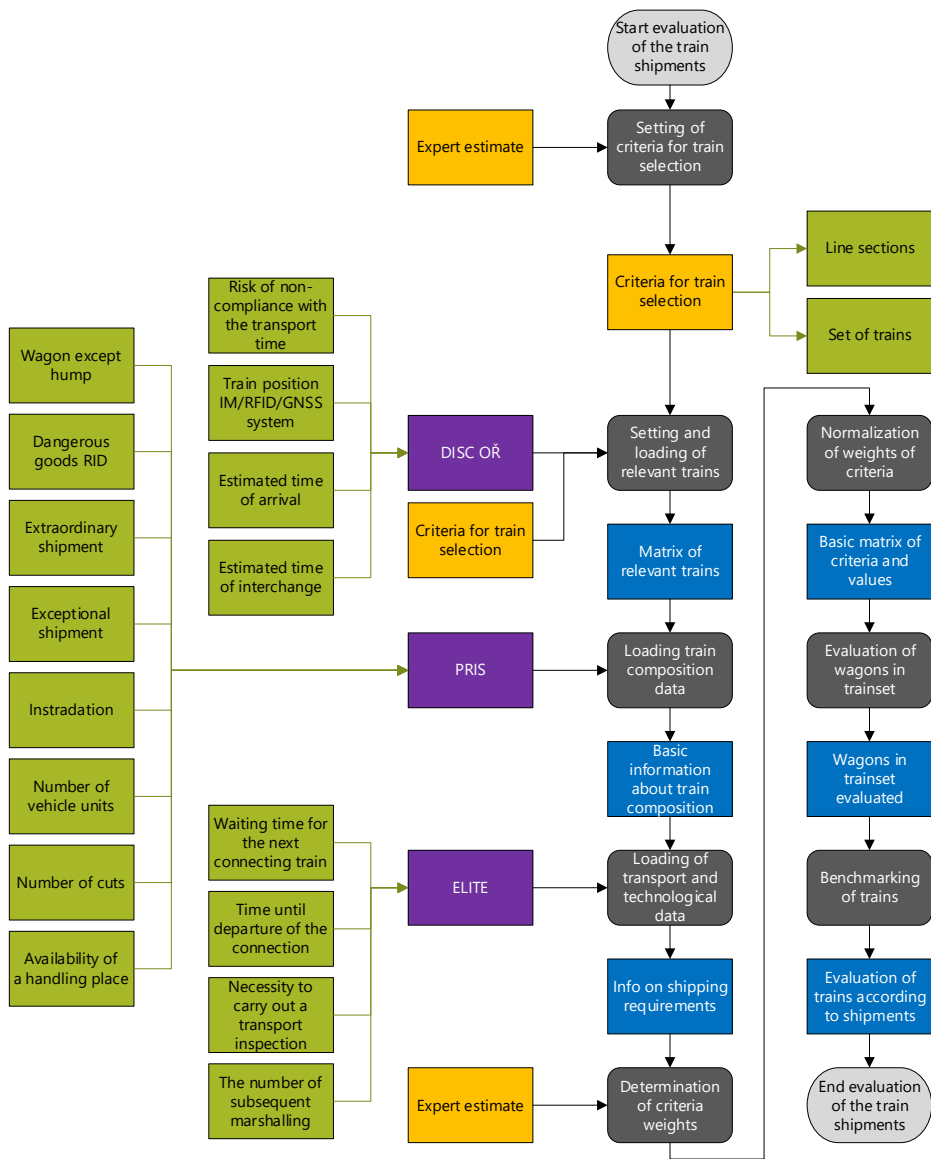 Start evaluation
of the train
shipments
Expert estimate
Setting of
criteria for train
selection
Criteria for train
selection
Line sections
Set of trains
Risk of non-
compliance with
the transport
time
Train position
IM/RFID/GNSS
system
Estimated time
of arrival
Estimated time
of interchange
Wagon except
hump
Dangerous
goods RID
Extraordinary
shipment
Exceptional
shipment
Instradation
Number of
vehicle units
Number of cuts
Availability of
a handling place
DISC OŘ
Criteria for train
selection
Setting and
loading of
relevant trains
Matrix of
relevant trains
PRIS
Loading train
composition
data
Basic
information
about train
composition
Waiting time for
the next
connecting train
Time until
departure of the
connection
Necessity to
carry out a
transport
inspection
The number of
subsequent
marshalling
ELITE
Loading of
transport and
technological
data
Info on shipping
requirements
Expert estimate
Determination
of criteria
weights
Normalization
of weights of
criteria
Basic matrix of
criteria and
values
Evaluation of
wagons in
trainset
Wagons in
trainset
evaluated
Benchmarking
of trains
Evaluation of
trains according
to shipments
End evaluation
of the train
shipments